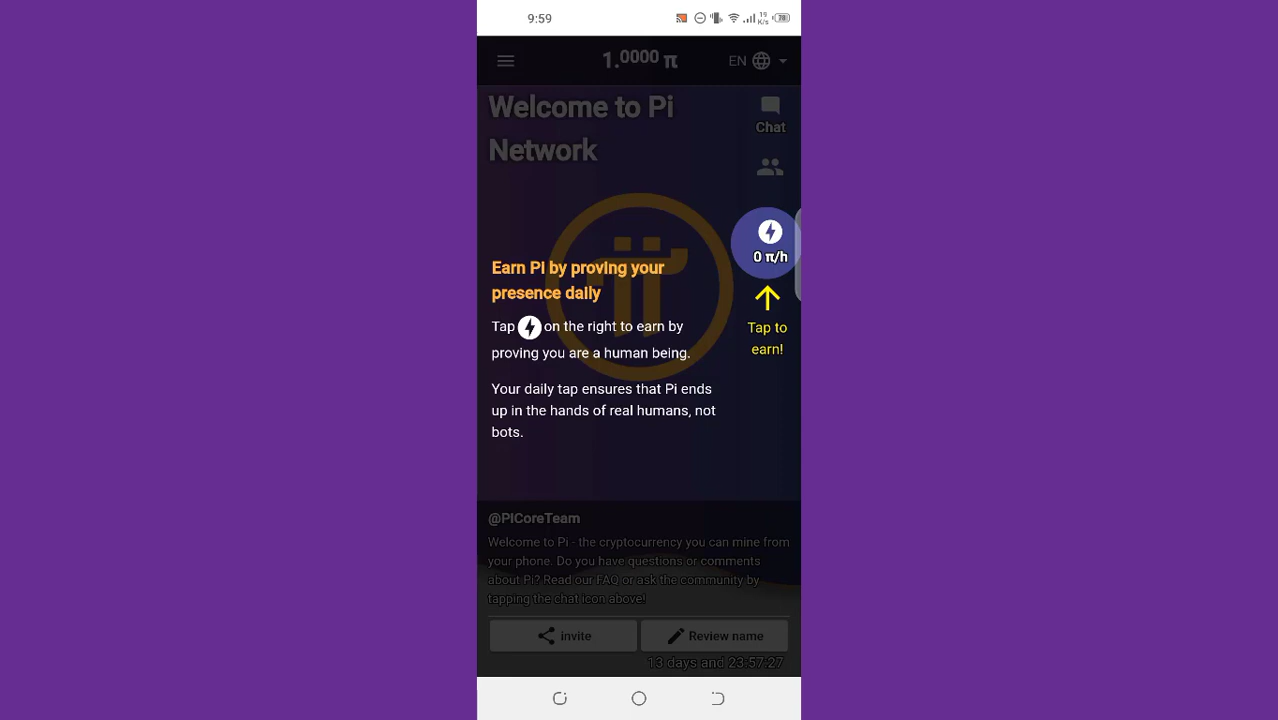 9:59
19
K/s
78
1.0000 π
EN
Welcome to Pi
Network
Chat
0 π/h
Earn Pi by proving your
presence daily
Tap on the right to earn by
proving you are a human being.
Tap to
earn!
Your daily tap ensures that Pi ends
up in the hands of real humans, not
bots.
@PiCoreTeam
Welcome to Pi - the cryptocurrency you can mine from
your phone. Do you have questions or comments
about Pi? Read our FAQ or ask the community by
tapping the chat icon above!
invite
Review name
13 days and 23:57:27